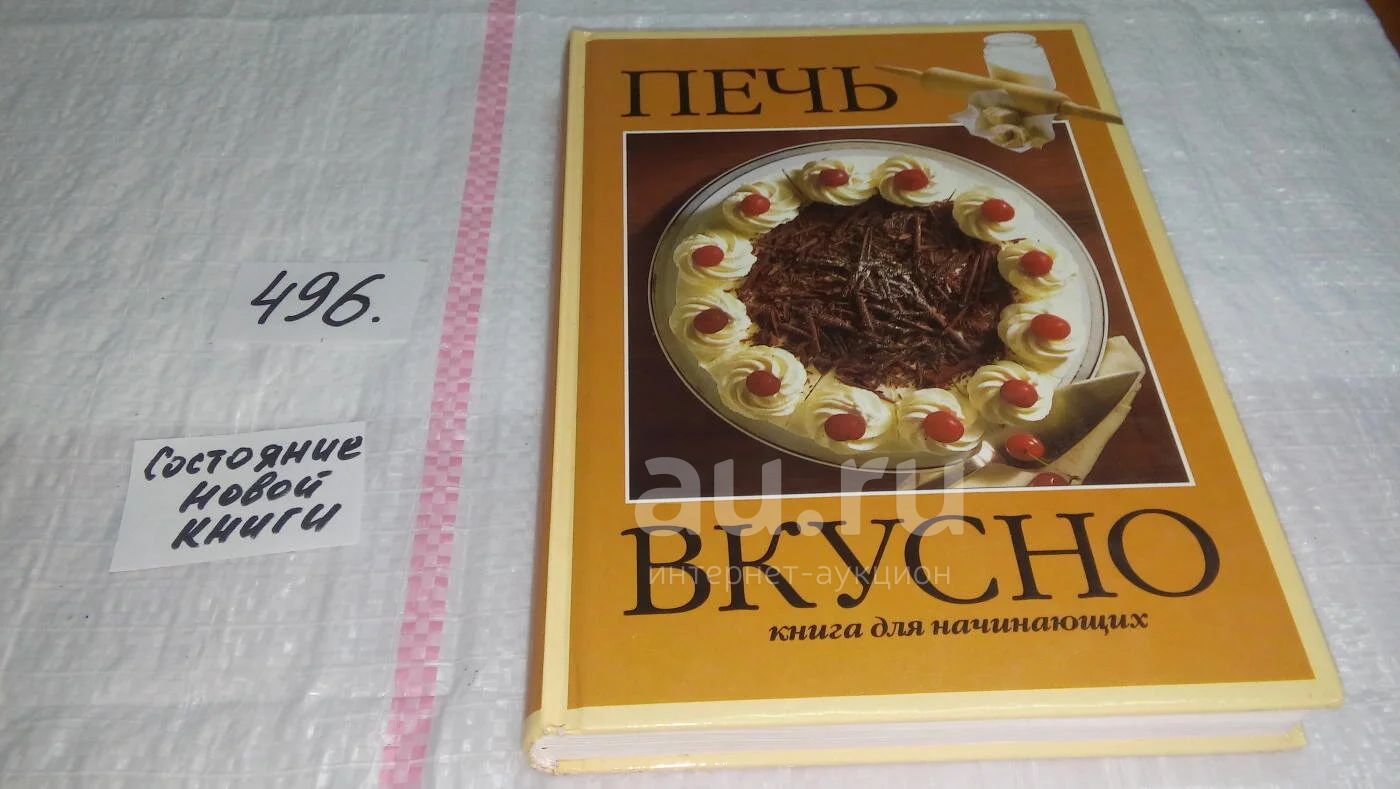 496.
Состояние
новой
книги
ПЕЧЬ
ВКУСНО
книга для начинающих
au.ru
интернет-аукцион